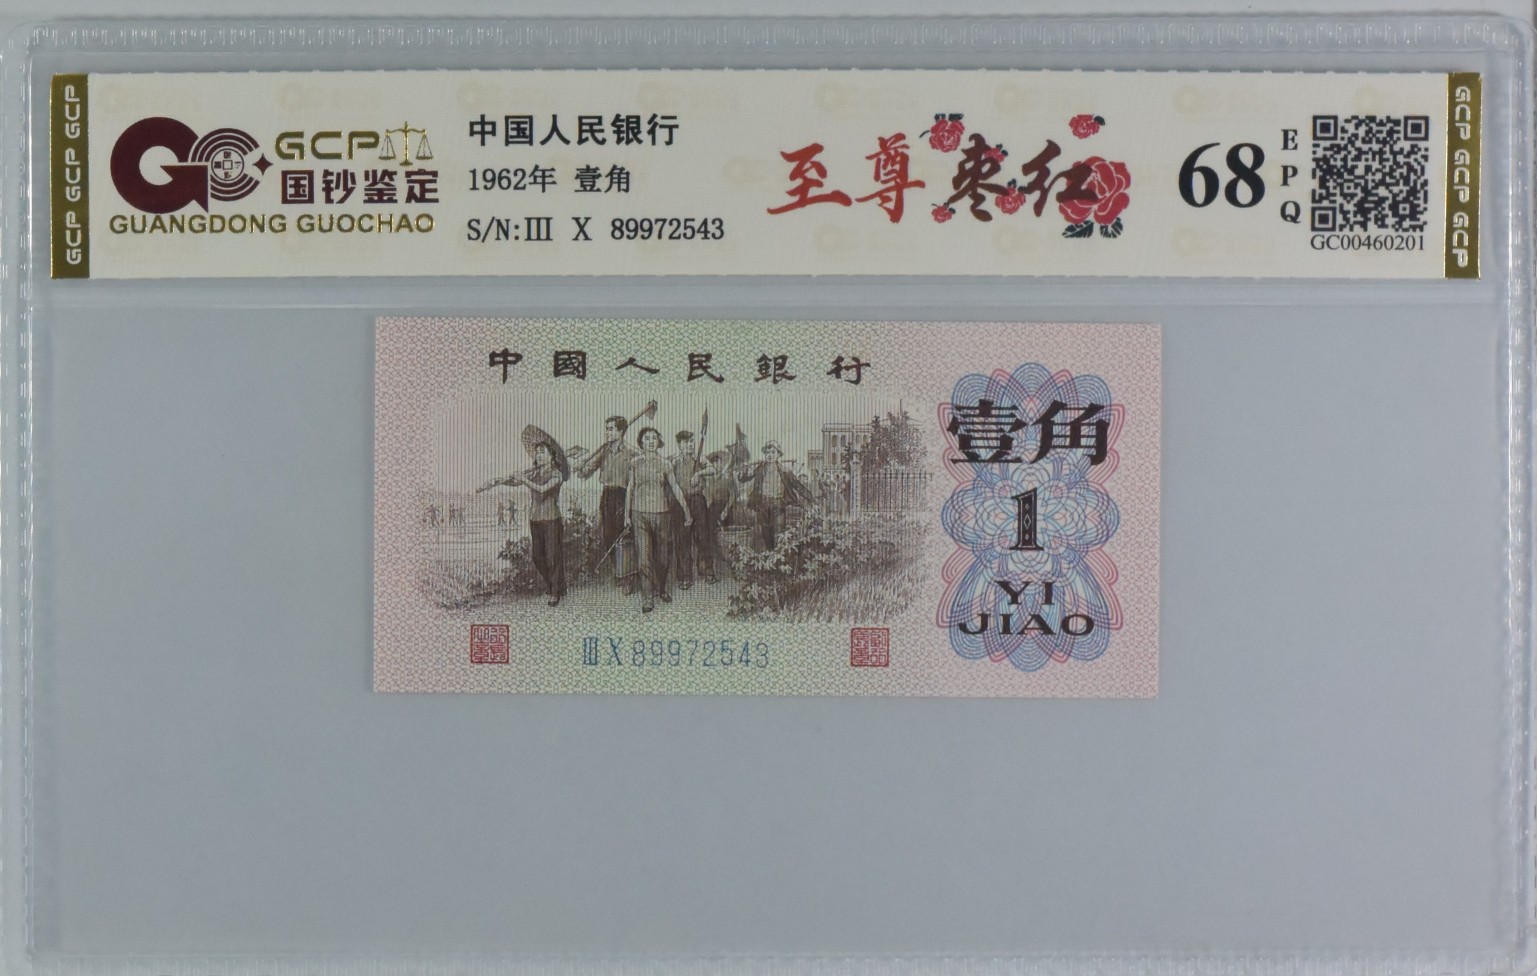 GCP GCP GCP
GCP
国钞鉴定
GUANGDONG GUOCHAO
中国人民银行
1962年 壹角
S/N:III X 89972543
至尊枣红
68
EPQ
GC00460201
GCP GCP GCP
中國人民銀行
壹角
1
YI
JIAO
III X 89972543